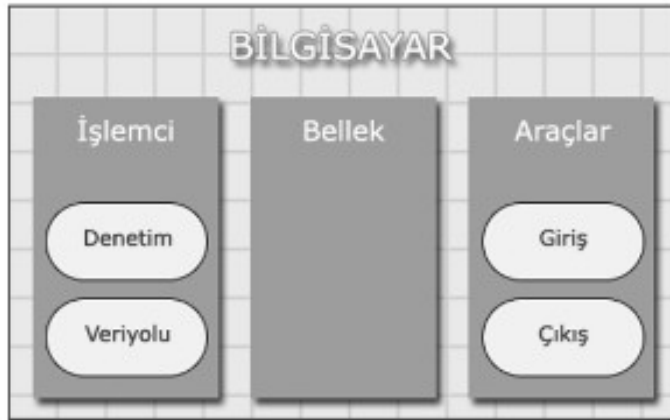 BİLGİSAYAR
İşlemci
Denetim
Veriyolu
Bellek
Araçlar
Giriş
Çıkış